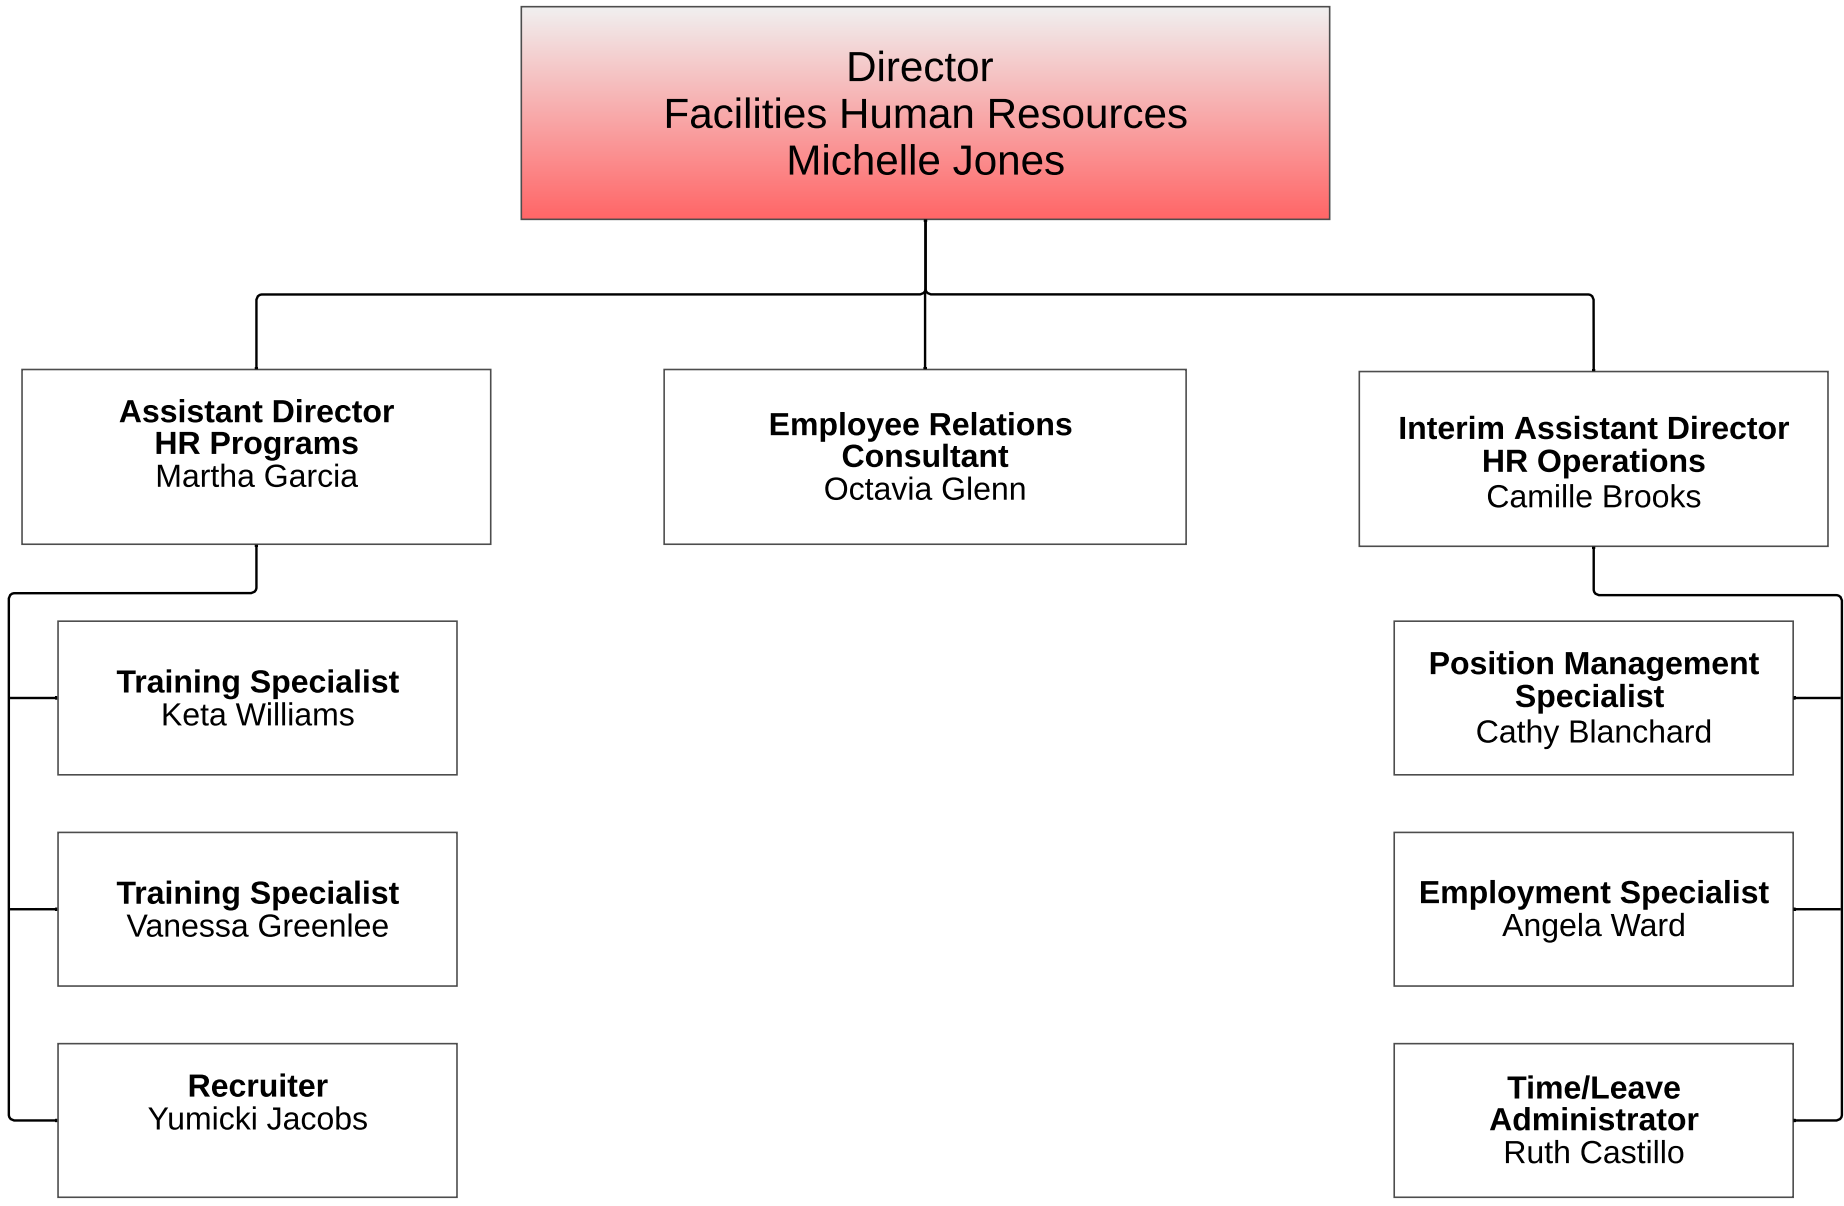 Director
Facilities Human Resources
Michelle Jones
Assistant Director
HR Programs
Martha Garcia
Employee Relations
Consultant
Octavia Glenn
Interim Assistant Director
HR Operations
Camille Brooks
Training Specialist
Keta Williams
Training Specialist
Vanessa Greenlee
Recruiter
Yumicki Jacobs
Position Management
Specialist
Cathy Blanchard
Employment Specialist
Angela Ward
Time/Leave
Administrator
Ruth Castillo